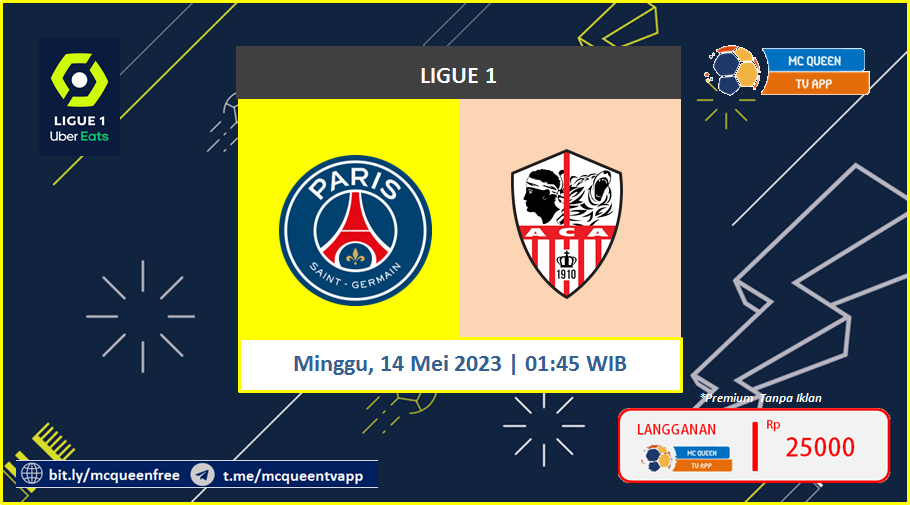 LIGUE 1
LIGUE 1
Uber Eats
MC QUEEN
TV APP
PARIS
SAINT - GERMAIN
A C A
1910
Minggu, 14 Mei 2023 | 01:45 WIB
*Premium Tanpa Iklan
LANGGANAN
MC QUEEN
TV APP
Rp
25000
bit.ly/mcqueenfree
t.me/mcqueentvapp